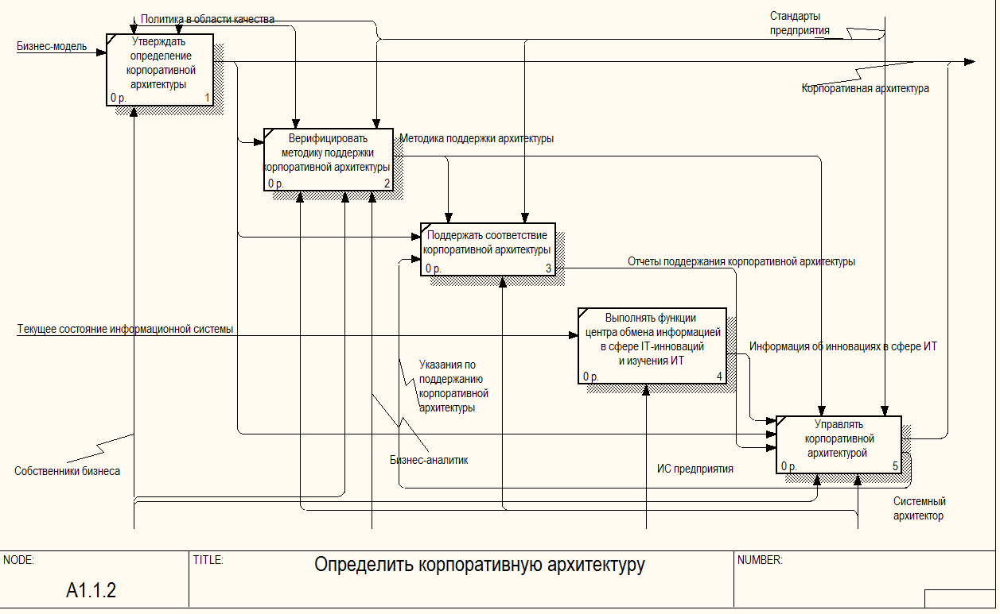 Политика в области качества
Стандарты
предприятия
Бизнес-модель
Утверждать
определение
корпоративной
архитектуры
0 р.
1
Корпоративная архитектура
Верифицировать
методику поддержки
корпоративной архитектуры
0 р.
2
Методика поддержки архитектуры
Поддержать соответствие
корпоративной архитектуры
0 р.
3
Отчеты поддержания корпоративной архитектуры
Текущее состояние информационной системы
Выполнять функции
центра обмена информацией
в сфере IT-инноваций
и изучения ИТ
0 р.
4
Информация об инновациях в сфере ИТ
Указания по
поддержанию
корпоративной
архитектуры
Управлять
корпоративной
архитектурой
0 р.
5
Бизнес-аналитик
Собственники бизнеса
ИС предприятия
Системный
архитектор
NODE:
A1.1.2
TITLE:
Определить корпоративную архитектуру
NUMBER: